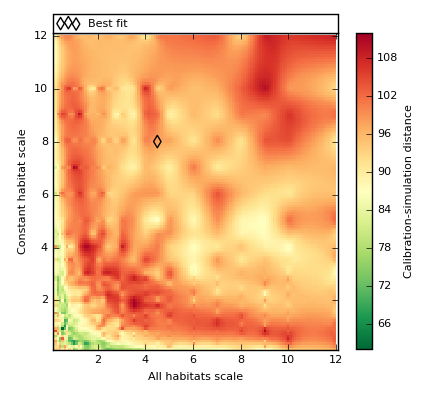 Best fit
12
10
8
6
4
2
2 4 6 8 10 12
All habitats scale
Constant habitat scale
108
102
96
90
84
78
72
66
Calibration-simulation distance